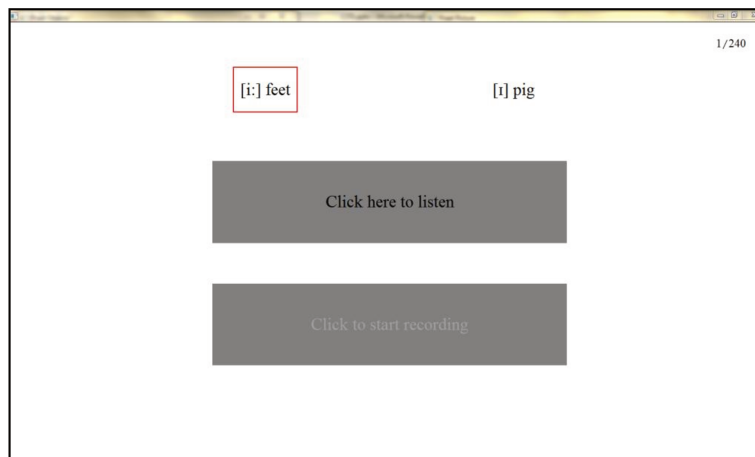 1/240
[i:] feet
[ɪ] pig
Click here to listen
Click to start recording